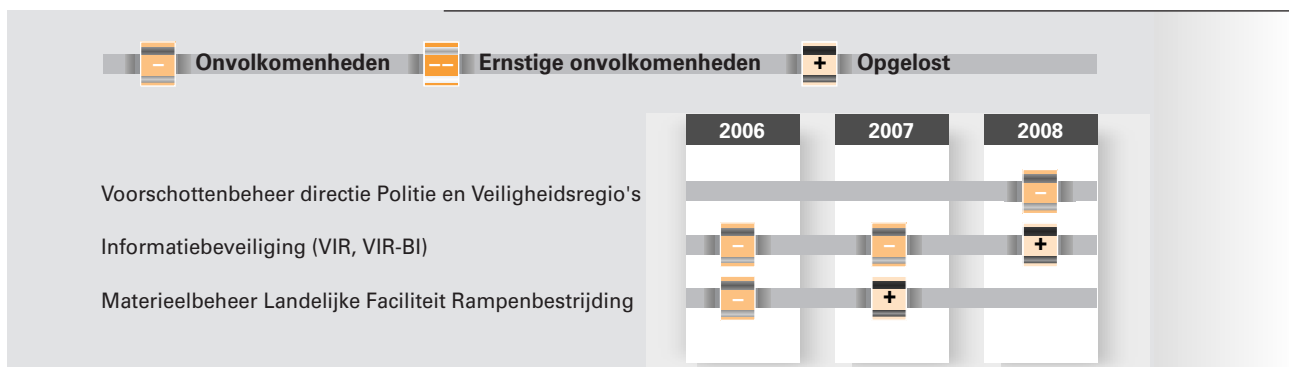 – Onvolkomenheden –– Ernstige onvolkomenheden + Opgelost
2006 2007 2008
Voorschottenbeheer directie Politie en Veiligheidsregio's –
Informatiebeveiliging (VIR, VIR-BI) – – +
Materieelbeheer Landelijke Faciliteit Rampenbestrijding – +